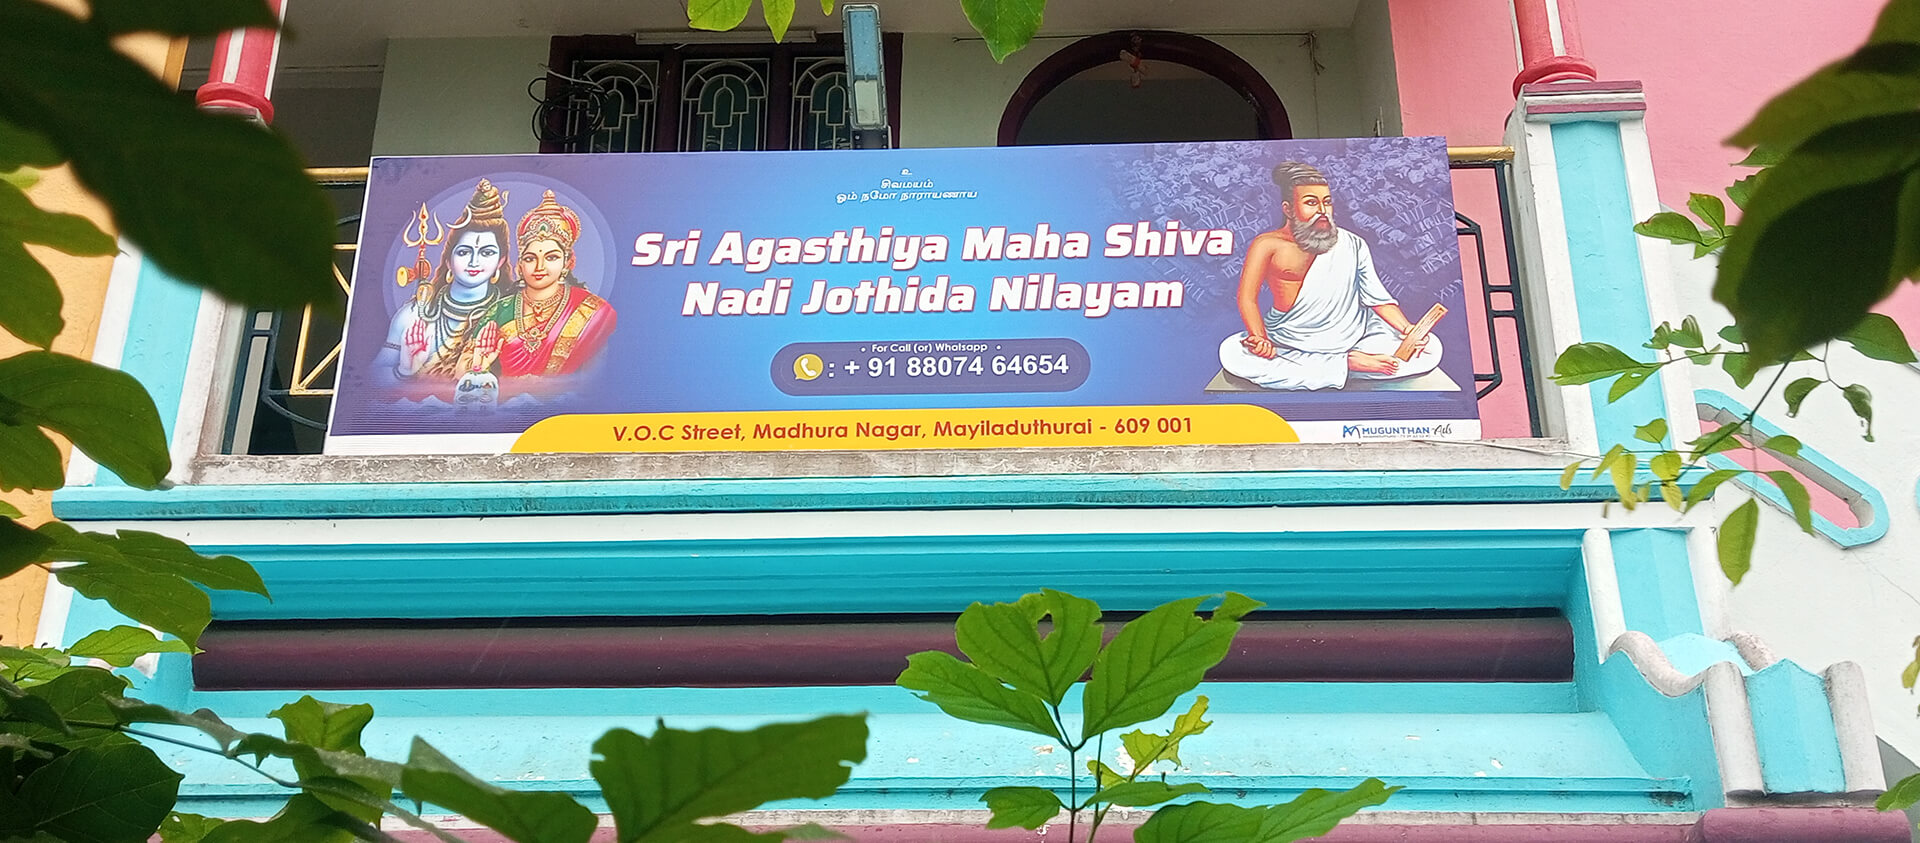 உ
சிவமயம்
ஓம் நமோ நாராயணாய
Sri Agasthiya Maha Shiva
Nadi Jothida Nilayam
• For Call (or) Whatsapp •
: + 91 88074 64654
V.O.C Street, Madhura Nagar, Mayiladuthurai - 609 001
MUGUNTHAN Ads